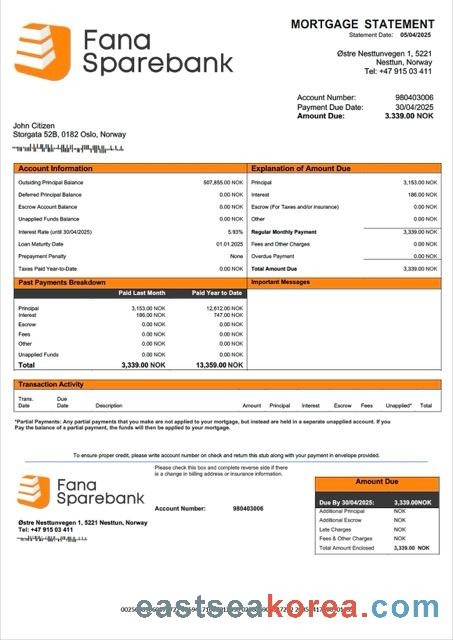 Fana
Sparebank
MORTGAGE STATEMENT
Statement Date: 05/04/2025
Østre Nesttunvegen 1, 5221
Nesttun, Norway
Tel: +47 915 03 411
Account Number: 980403006
Payment Due Date: 30/04/2025
Amount Due: 3.339.00 NOK
John Citizen
Storgata 52B, 0182 Oslo, Norway
Account Information
Outsiding Principal Balance 507,855.00 NOK
Deferred Principal Balance 0.00 NOK
Escrow Account Balance 0.00 NOK
Unapplied Funds Balance 0.00 NOK
Interest Rate (until 30/04/2025) 5.93%
Loan Maturity Date 01.01.2025
Prepayment Penalty None
Taxes Paid Year-to-Date 0.00 NOK
Explanation of Amount Due
Principal 3,153.00 NOK
Interest 186.00 NOK
Escrow (For Taxes and/or insurance) 0.00 NOK
Other 0.00 NOK
Regular Monthly Payment 3,339.00 NOK
Fees and Other Charges 0.00 NOK
Overdue Payment 0.00 NOK
Total Amount Due 3,339.00 NOK
Past Payments Breakdown
Paid Last Month Paid Year to Date
Principal 3,153.00 NOK 12,612.00 NOK
Interest 186.00 NOK 747.00 NOK
Escrow 0.00 NOK 0.00 NOK
Fees 0.00 NOK 0.00 NOK
Other 0.00 NOK 0.00 NOK
Unapplied Funds 0.00 NOK 0.00 NOK
Total 3,339.00 NOK 13,359.00 NOK
Important Messages
Transaction Activity
Trans. Date Due Date Description Amount Principal Interest Escrow Fees Unapplied* Total
*Partial Payments: Any partial payments that you make are not applied to your mortgage, but instead are held in a separate unapplied account. If you
Pay the balance of a partial payment, the funds will then be applied to your mortgage.
To ensure proper credit, please write account number on check and return this stub along with your payment in envelope provided.
Please check this box and complete reverse side if there
is a change in billing address or insurance information.
Fana
Sparebank
Account Number: 980403006
Østre Nesttunvegen 1, 5221 Nesttun, Norway
Tel: +47 915 03 411
Amount Due
Due By 30/04/2025: 3,339.00NOK
Additional Principal NOK
Additional Escrow NOK
Late Charges NOK
Fees & Other Charges NOK
Total Amount Enclosed 3,339.00 NOK
eastseakorea.com